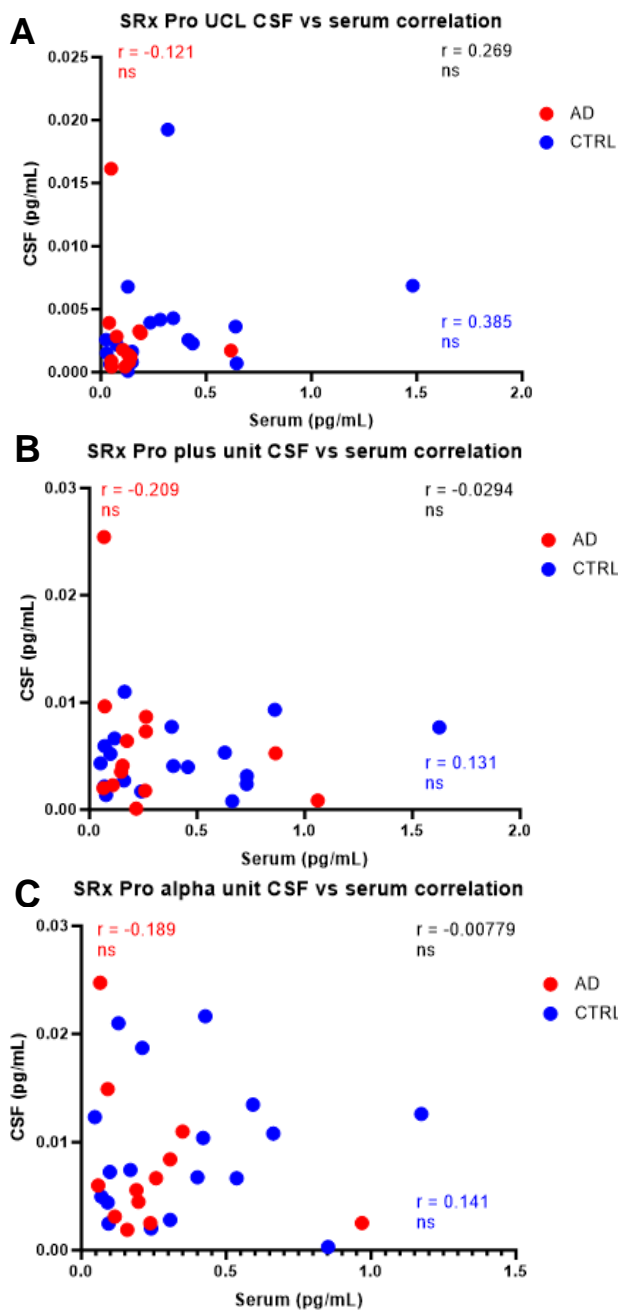 A
SRx Pro UCL CSF vs serum correlation
r = -0.121
ns
r = 0.269
ns
0.025
0.020
0.015
0.010
0.005
0.000
CSF (pg/mL)
AD
CTRL
r = 0.385
ns
0.0
0.5
1.0
1.5
2.0
Serum (pg/mL)
B
SRx Pro plus unit CSF vs serum correlation
r = -0.209
ns
r = -0.0294
ns
0.03
0.02
0.01
0.00
CSF (pg/mL)
AD
CTRL
r = 0.131
ns
0.0
0.5
1.0
1.5
2.0
Serum (pg/mL)
C
SRx Pro alpha unit CSF vs serum correlation
r = -0.189
ns
r = -0.00779
ns
0.03
0.02
0.01
0.00
CSF (pg/mL)
AD
CTRL
r = 0.141
ns
0.0
0.5
1.0
1.5
Serum (pg/mL)